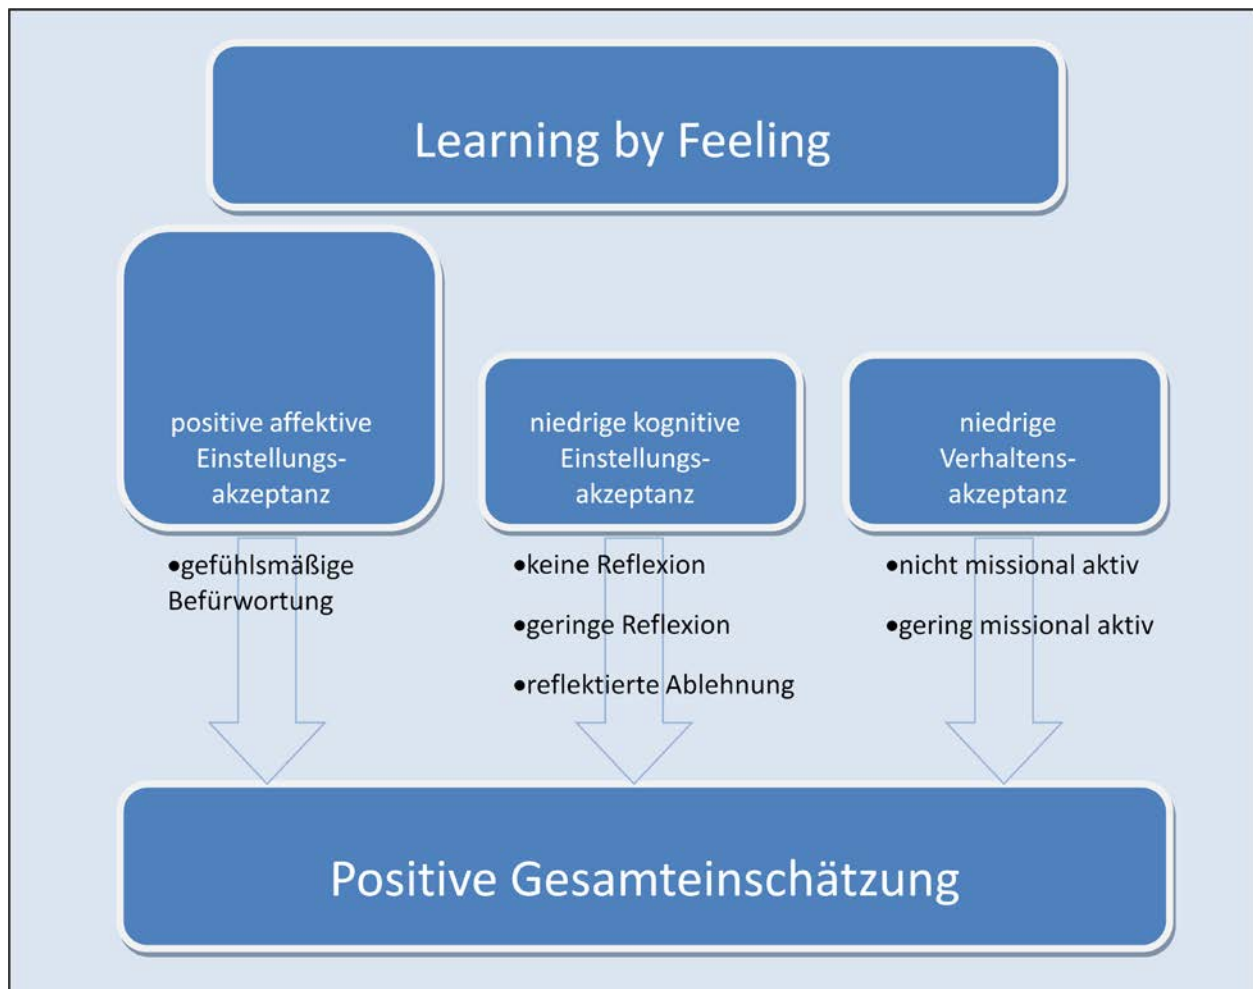 Learning by Feeling
positive affektive
Einstellungs-
akzeptanz
niedrige kognitive
Einstellungs-
akzeptanz
niedrige
Verhaltens-
akzeptanz
•gefühlsmäßige
Befürwortung
•keine Reflexion
•geringe Reflexion
•reflektierte Ablehnung
•nicht missional aktiv
•gering missional aktiv
Positive Gesamteinschätzung